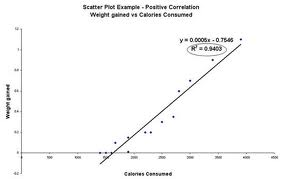 Scatter Plot Example - Positive Correlation
Weight gained vs Calories Consumed
y = 0.0005x - 0.7546
R² = 0.9403
Weight gained
1.2
1
0.8
0.6
0.4
0.2
0
-0.2
0 500 1000 1500 2000 2500 3000 3500 4000 4500
Calories Consumed